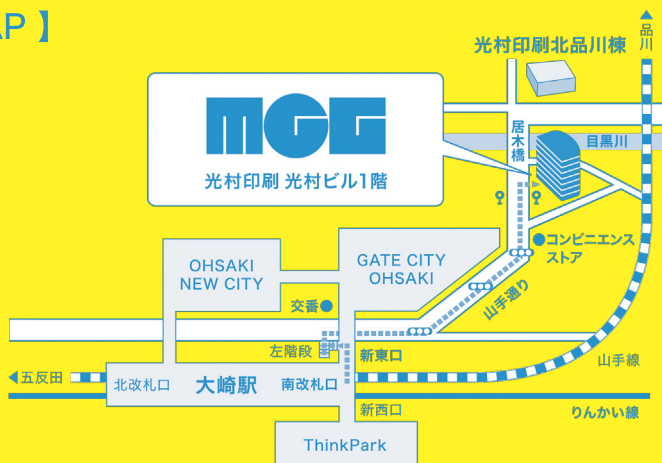 AP 】
品川
光村印刷北品川棟
MGG
光村印刷 光村ビル1階
居木橋
目黒川
コンビニエンス
ストア
OHSAKI
NEW CITY
GATE CITY
OHSAKI
交番
山手通り
左階段
新東口
山手線
五反田
北改札口
大崎駅
南改札口
新西口
りんかい線
ThinkPark